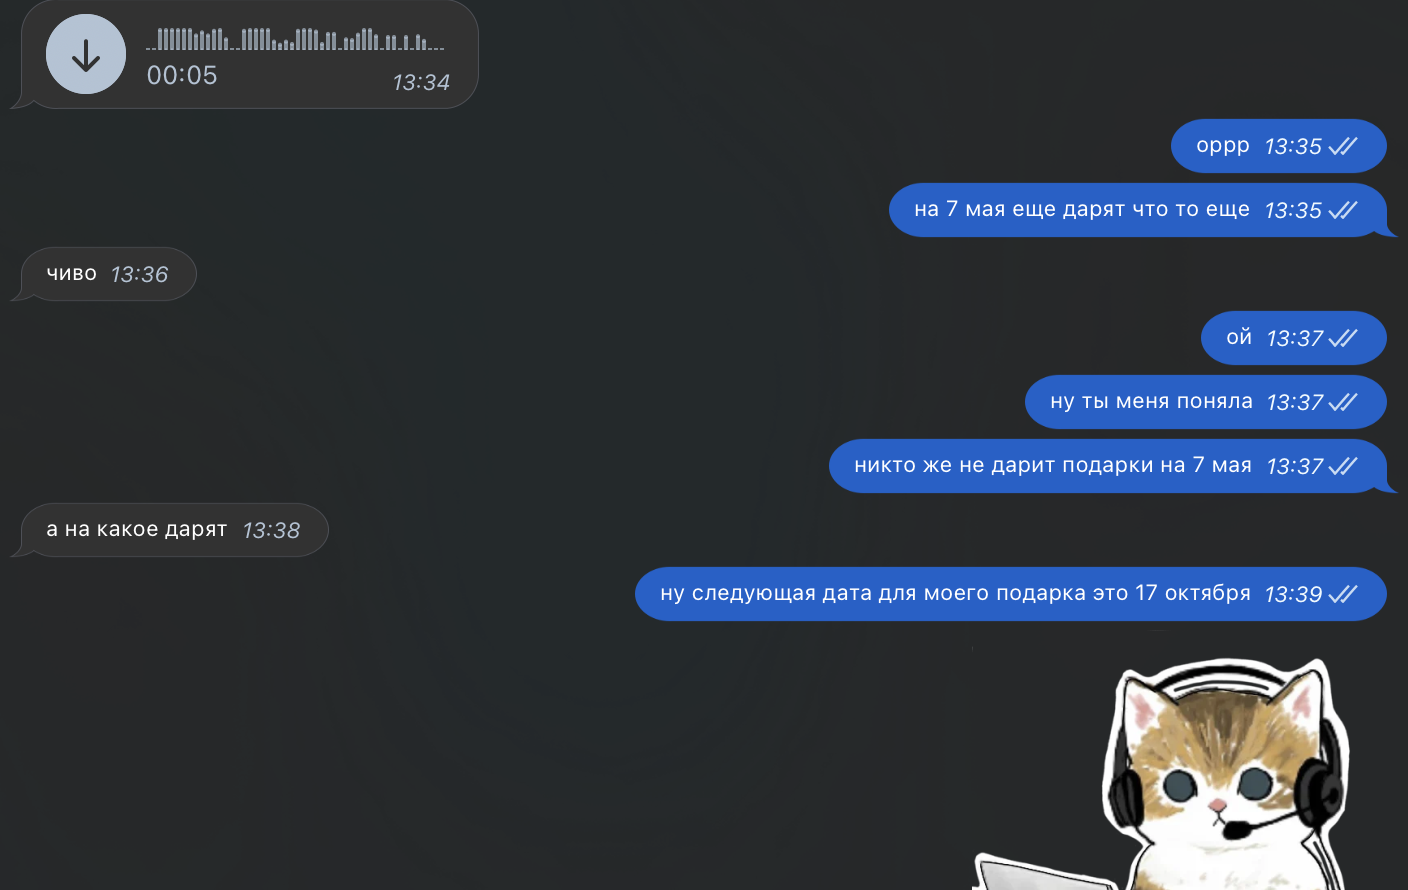 00:05 13:34
оррр 13:35
на 7 мая еще дарят что то еще 13:35
чиво 13:36
ой 13:37
ну ты меня поняла 13:37
никто же не дарит подарки на 7 мая 13:37
а на какое дарят 13:38
ну следующая дата для моего подарка это 17 октября 13:39